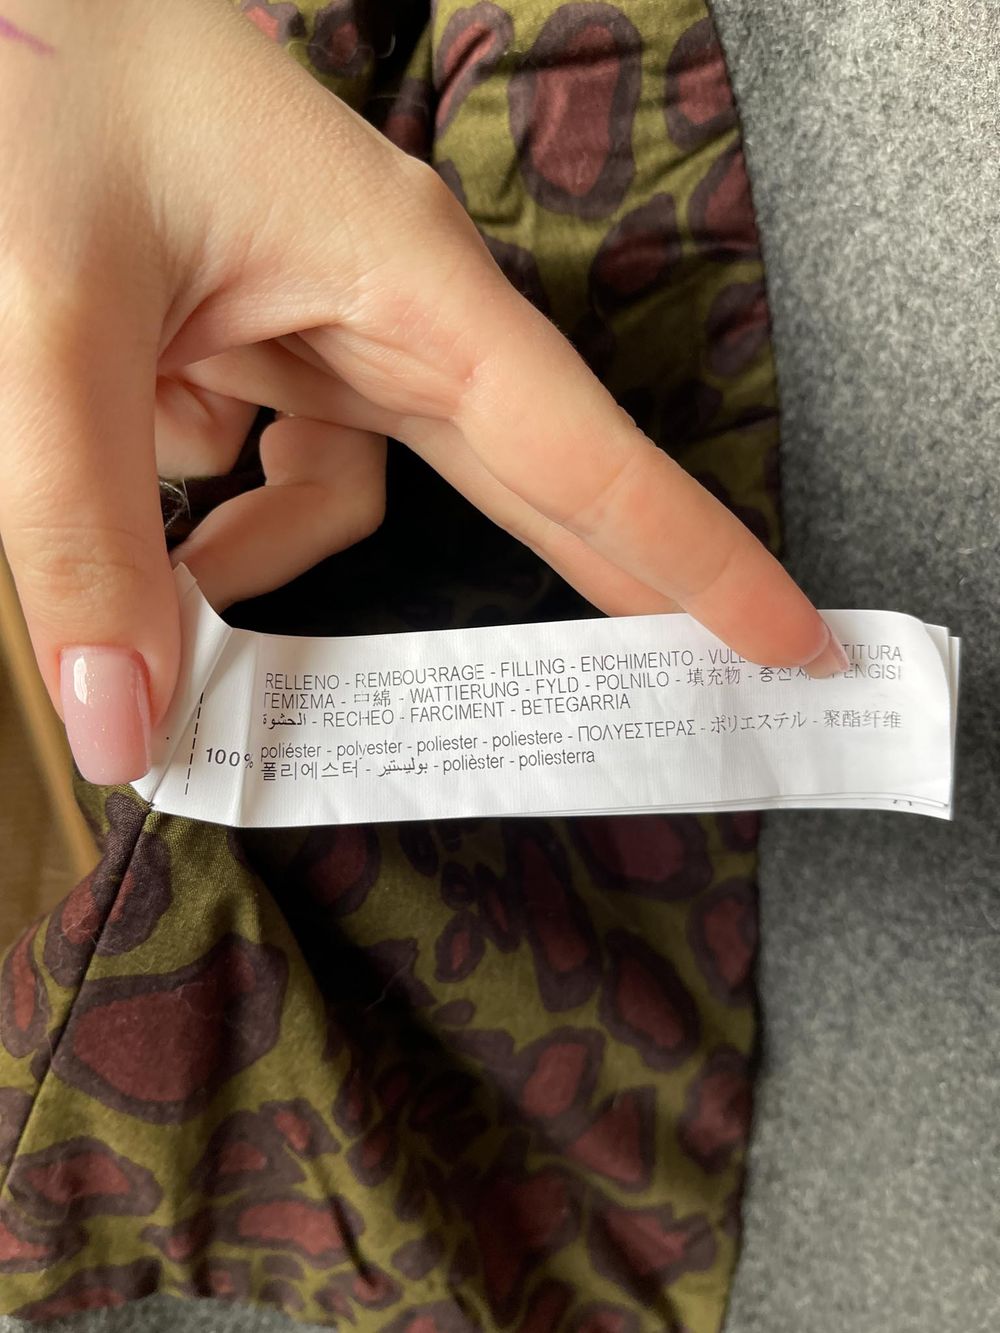 RELLENO - REMBOURRAGE - FILLING - ENCHIMENTO -
ΓΕΜΙΣΜΑ - 中綿 - WATTIERUNG - FYLD - POLNILO - 填充物 -
الحشوة - RECHEO - FARCIMENT - BETEGARRIA
100% poliéster - polyester - poliester - poliestere - ΠΟΛΥΕΣΤΕΡΑΣ - ポリエステル - 聚酯纤维
폴리에스터 - بوليستير - polièster - poliesterra